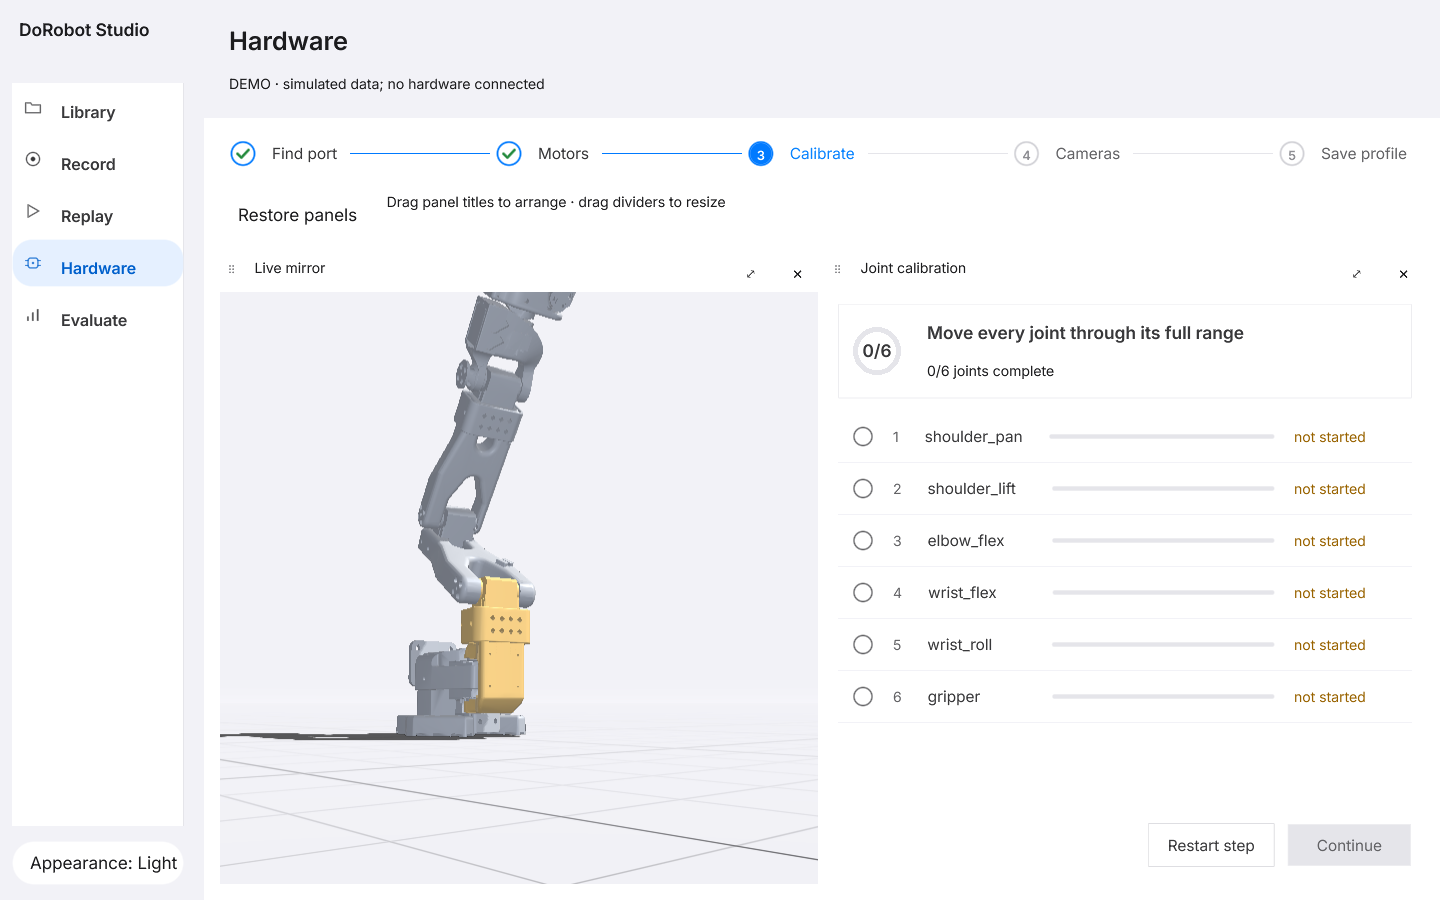 DoRobot Studio
Library
Record
Replay
Hardware
Evaluate
Appearance: Light
Hardware
DEMO · simulated data; no hardware connected
Find port
Motors
3 Calibrate
4 Cameras
5 Save profile
Restore panels
Drag panel titles to arrange · drag dividers to resize
Live mirror
Joint calibration
0/6
Move every joint through its full range
0/6 joints complete
1 shoulder_pan not started
2 shoulder_lift not started
3 elbow_flex not started
4 wrist_flex not started
5 wrist_roll not started
6 gripper not started
Restart step
Continue